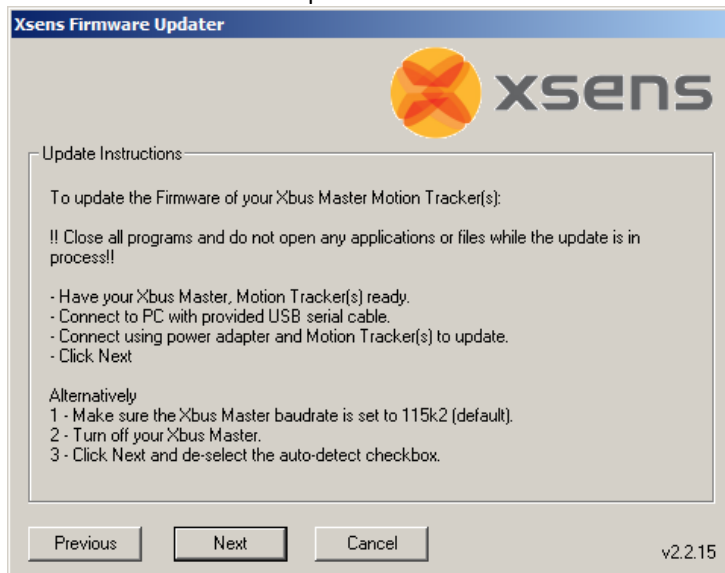 Xsens Firmware Updater
xsens
Update Instructions
To update the Firmware of your Xbus Master Motion Tracker(s):
!! Close all programs and do not open any applications or files while the update is in
process!!
- Have your Xbus Master, Motion Tracker(s) ready.
- Connect to PC with provided USB serial cable.
- Connect using power adapter and Motion Tracker(s) to update.
- Click Next
Alternatively
1 - Make sure the Xbus Master baudrate is set to 115k2 (default).
2 - Turn off your Xbus Master.
3 - Click Next and de-select the auto-detect checkbox.
Previous Next Cancel v2.2.15